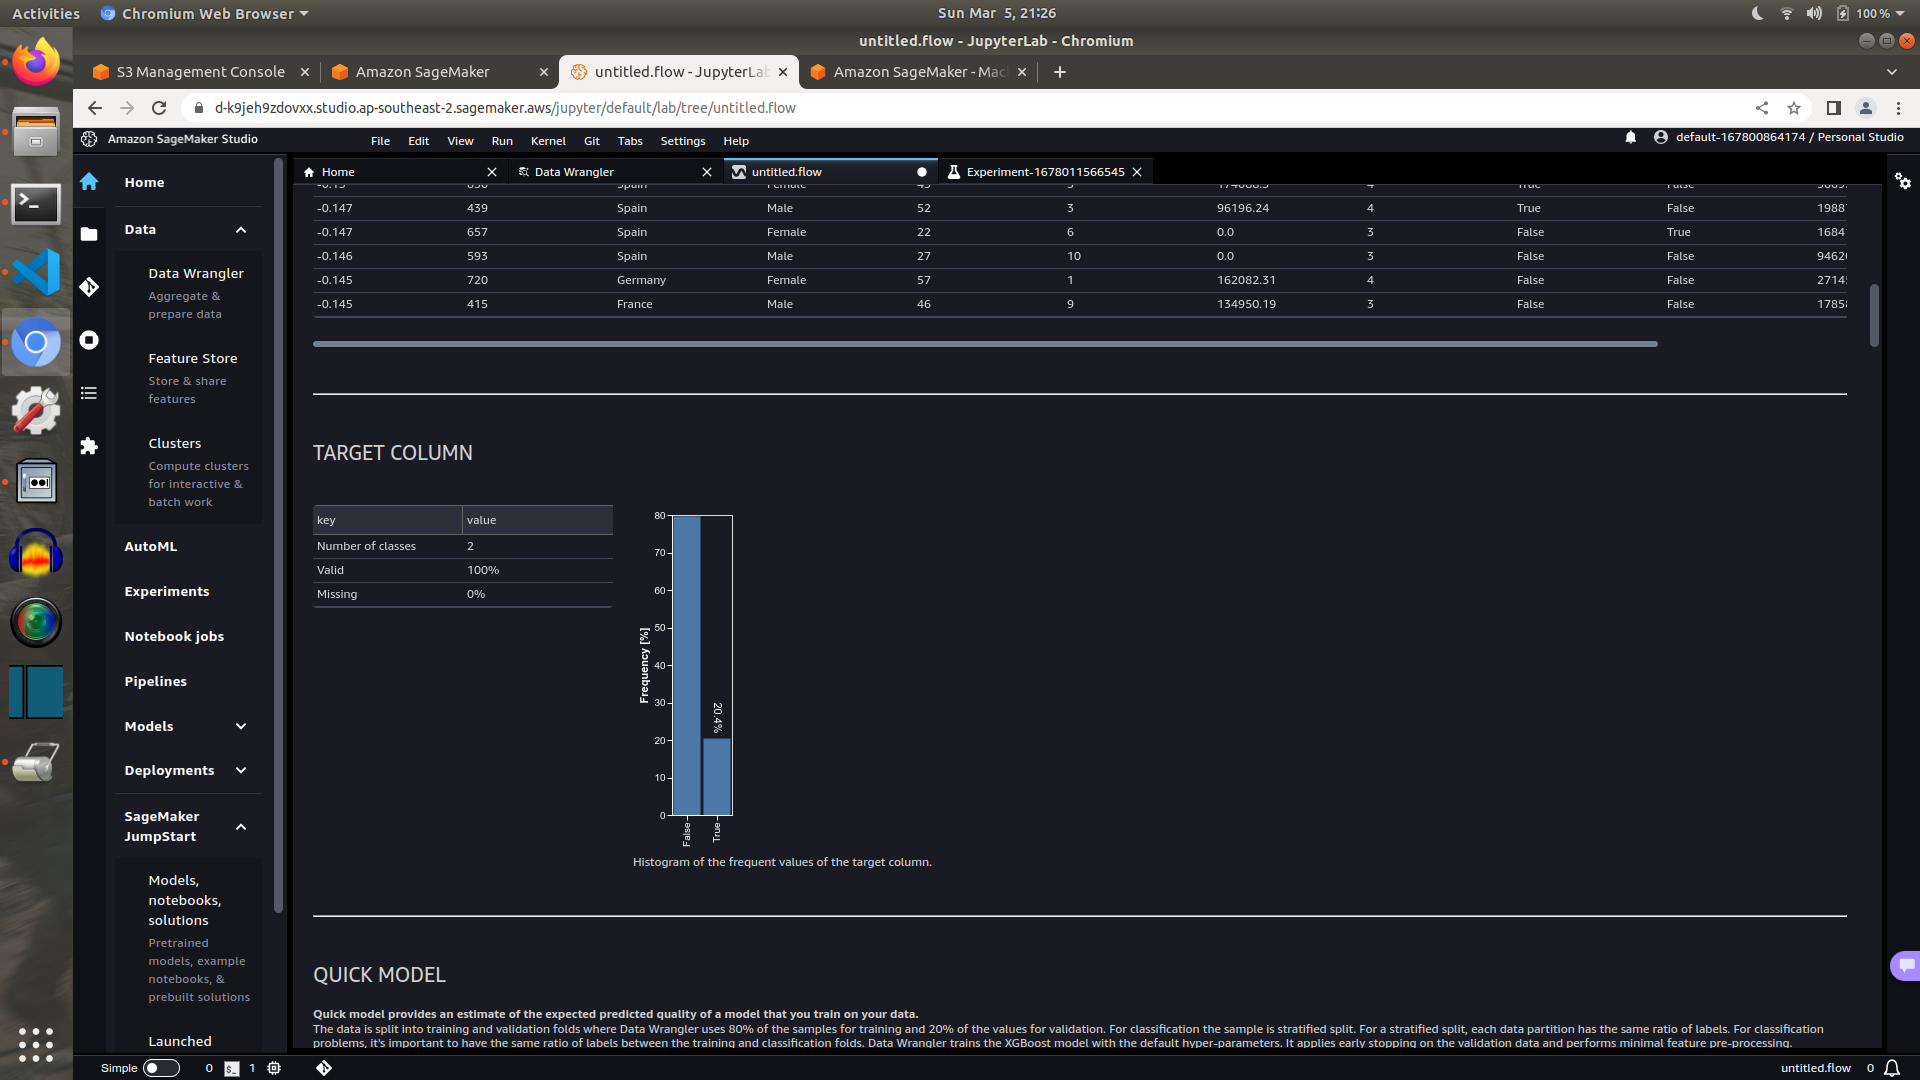 Activities
Chromium Web Browser
Sun Mar 5, 21:26
100 %
untitled.flow - JupyterLab - Chromium
S3 Management Console
Amazon SageMaker
untitled.flow - JupyterLab
Amazon SageMaker - Mac
d-k9jeh9zdovxx.studio.ap-southeast-2.sagemaker.aws/jupyter/default/lab/tree/untitled.flow
Amazon SageMaker Studio
File Edit View Run Kernel Git Tabs Settings Help
default-167800864174 / Personal Studio
Home
Data Wrangler
untitled.flow
Experiment-1678011566545
Home
Data
Data Wrangler
Aggregate &
prepare data
Feature Store
Store & share
features
Clusters
Compute clusters
for interactive &
batch work
AutoML
Experiments
Notebook jobs
Pipelines
Models
Deployments
SageMaker
JumpStart
Models,
notebooks,
solutions
Pretrained
models, example
notebooks, &
prebuilt solutions
Launched
-0.147 439 Spain Male 52 3 96196.24 4 True False 1988
-0.147 657 Spain Female 22 6 0.0 3 False True 1684
-0.146 593 Spain Male 27 10 0.0 3 False False 9462
-0.145 720 Germany Female 57 1 162082.31 4 False False 2714
-0.145 415 France Male 46 9 134950.19 3 False False 1785
TARGET COLUMN
key value
Number of classes 2
Valid 100%
Missing 0%
80
70
60
50
40
30
20
10
0
Frequency [%]
20.4%
False
True
Histogram of the frequent values of the target column.
QUICK MODEL
Quick model provides an estimate of the expected predicted quality of a model that you train on your data.
The data is split into training and validation folds where Data Wrangler uses 80% of the samples for training and 20% of the values for validation. For classification the sample is stratified split. For a stratified split, each data partition has the same ratio of labels. For classification
problems, it's important to have the same ratio of labels between the training and classification folds. Data Wrangler trains the XGBoost model with the default hyper-parameters. It applies early stopping on the validation data and performs minimal feature pre-processing.
Simple
0
1
untitled.flow
0